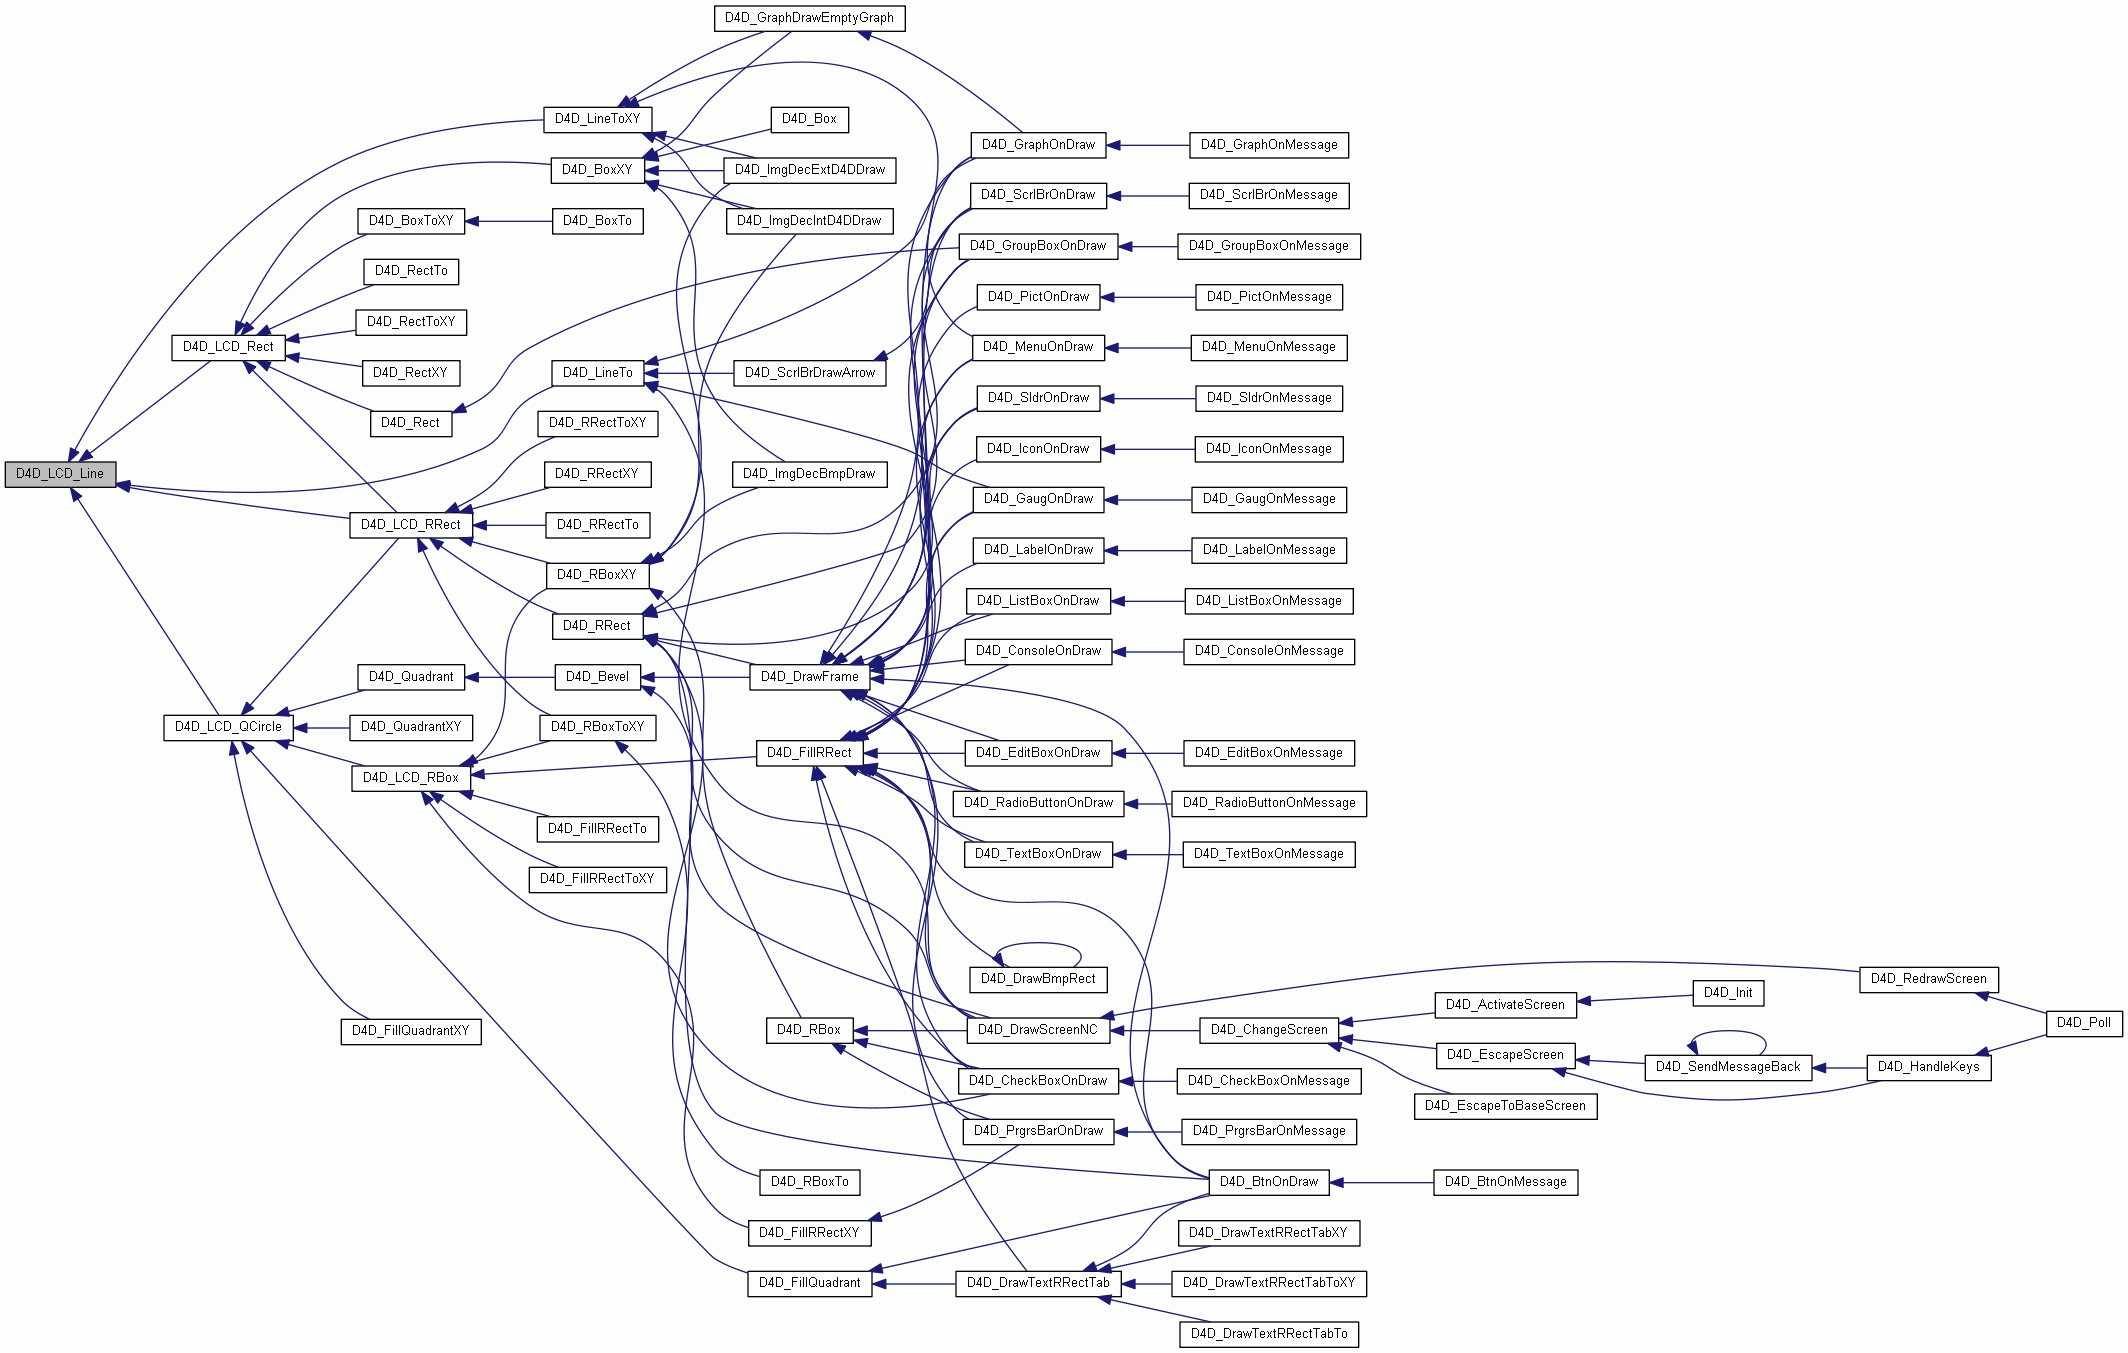 D4D_GraphDrawEmptyGraph
D4D_LineToXY
D4D_Box
D4D_GraphOnDraw
D4D_GraphOnMessage
D4D_BoxXY
D4D_ImgDecExtD4DDraw
D4D_ScrlBrOnDraw
D4D_ScrlBrOnMessage
D4D_BoxToXY
D4D_BoxTo
D4D_ImgDecIntD4DDraw
D4D_GroupBoxOnDraw
D4D_GroupBoxOnMessage
D4D_RectTo
D4D_PictOnDraw
D4D_PictOnMessage
D4D_RectToXY
D4D_LCD_Rect
D4D_MenuOnDraw
D4D_MenuOnMessage
D4D_RectXY
D4D_LineTo
D4D_ScrlBrDrawArrow
D4D_SldrOnDraw
D4D_SldrOnMessage
D4D_Rect
D4D_RRectToXY
D4D_IconOnDraw
D4D_IconOnMessage
D4D_LCD_Line
D4D_RRectXY
D4D_ImgDecBmpDraw
D4D_GaugOnDraw
D4D_GaugOnMessage
D4D_LCD_RRect
D4D_RRectTo
D4D_LabelOnDraw
D4D_LabelOnMessage
D4D_RBoxXY
D4D_ListBoxOnDraw
D4D_ListBoxOnMessage
D4D_RRect
D4D_ConsoleOnDraw
D4D_ConsoleOnMessage
D4D_Quadrant
D4D_Bevel
D4D_DrawFrame
D4D_LCD_QCircle
D4D_QuadrantXY
D4D_RBoxToXY
D4D_FillRRect
D4D_EditBoxOnDraw
D4D_EditBoxOnMessage
D4D_LCD_RBox
D4D_RadioButtonOnDraw
D4D_RadioButtonOnMessage
D4D_FillRRectTo
D4D_TextBoxOnDraw
D4D_TextBoxOnMessage
D4D_FillRRectToXY
D4D_DrawBmpRect
D4D_RedrawScreen
D4D_ActivateScreen
D4D_Init
D4D_FillQuadrantXY
D4D_RBox
D4D_DrawScreenNC
D4D_ChangeScreen
D4D_Poll
D4D_EscapeScreen
D4D_SendMessageBack
D4D_HandleKeys
D4D_CheckBoxOnDraw
D4D_CheckBoxOnMessage
D4D_EscapeToBaseScreen
D4D_PrgrsBarOnDraw
D4D_PrgrsBarOnMessage
D4D_RBoxTo
D4D_BtnOnDraw
D4D_BtnOnMessage
D4D_FillRRectXY
D4D_DrawTextRRectTabXY
D4D_FillQuadrant
D4D_DrawTextRRectTab
D4D_DrawTextRRectTabToXY
D4D_DrawTextRRectTabTo